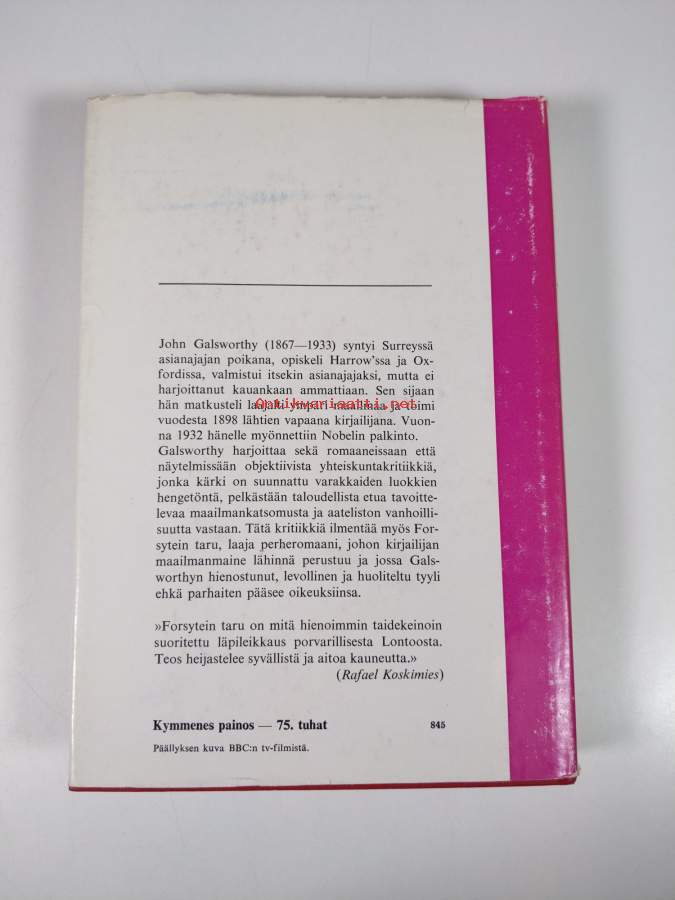 John Galsworthy (1867—1933) syntyi Surreyssä
asianajajan poikana, opiskeli Harrow'ssa ja Ox-
fordissa, valmistui itsekin asianajajaksi, mutta ei
harjoittanut kauankaan ammattiaan. Sen sijaan
hän matkusteli laajalti ympäri maailmaa ja toimi
Antikvariaatti.net
vuodesta 1898 lähtien vapaana kirjailijana. Vuon-
na 1932 hänelle myönnettiin Nobelin palkinto.
Galsworthy harjoittaa sekä romaaneissaan että
näytelmissään objektiivista yhteiskuntakritiikkiä,
jonka kärki on suunnattu varakkaiden luokkien
hengetöntä, pelkästään taloudellista etua tavoitte-
levaa maailmankatsomusta ja aateliston vanhoilli-
suutta vastaan. Tätä kritiikkiä ilmentää myös For-
sytein taru, laaja perheromaani, johon kirjailijan
maailmanmaine lähinnä perustuu ja jossa Gals-
worthyn hienostunut, levollinen ja huoliteltu tyyli
ehkä parhaiten pääsee oikeuksiinsa.
»Forsytein taru on mitä hienoimmin taidekeinoin
suoritettu läpileikkaus porvarillisesta Lontoosta.
Teos heijastelee syvällistä ja aitoa kauneutta.»
(Rafael Koskimies)
Kymmenes painos — 75. tuhat 845
Päällyksen kuva BBC:n tv-filmistä.